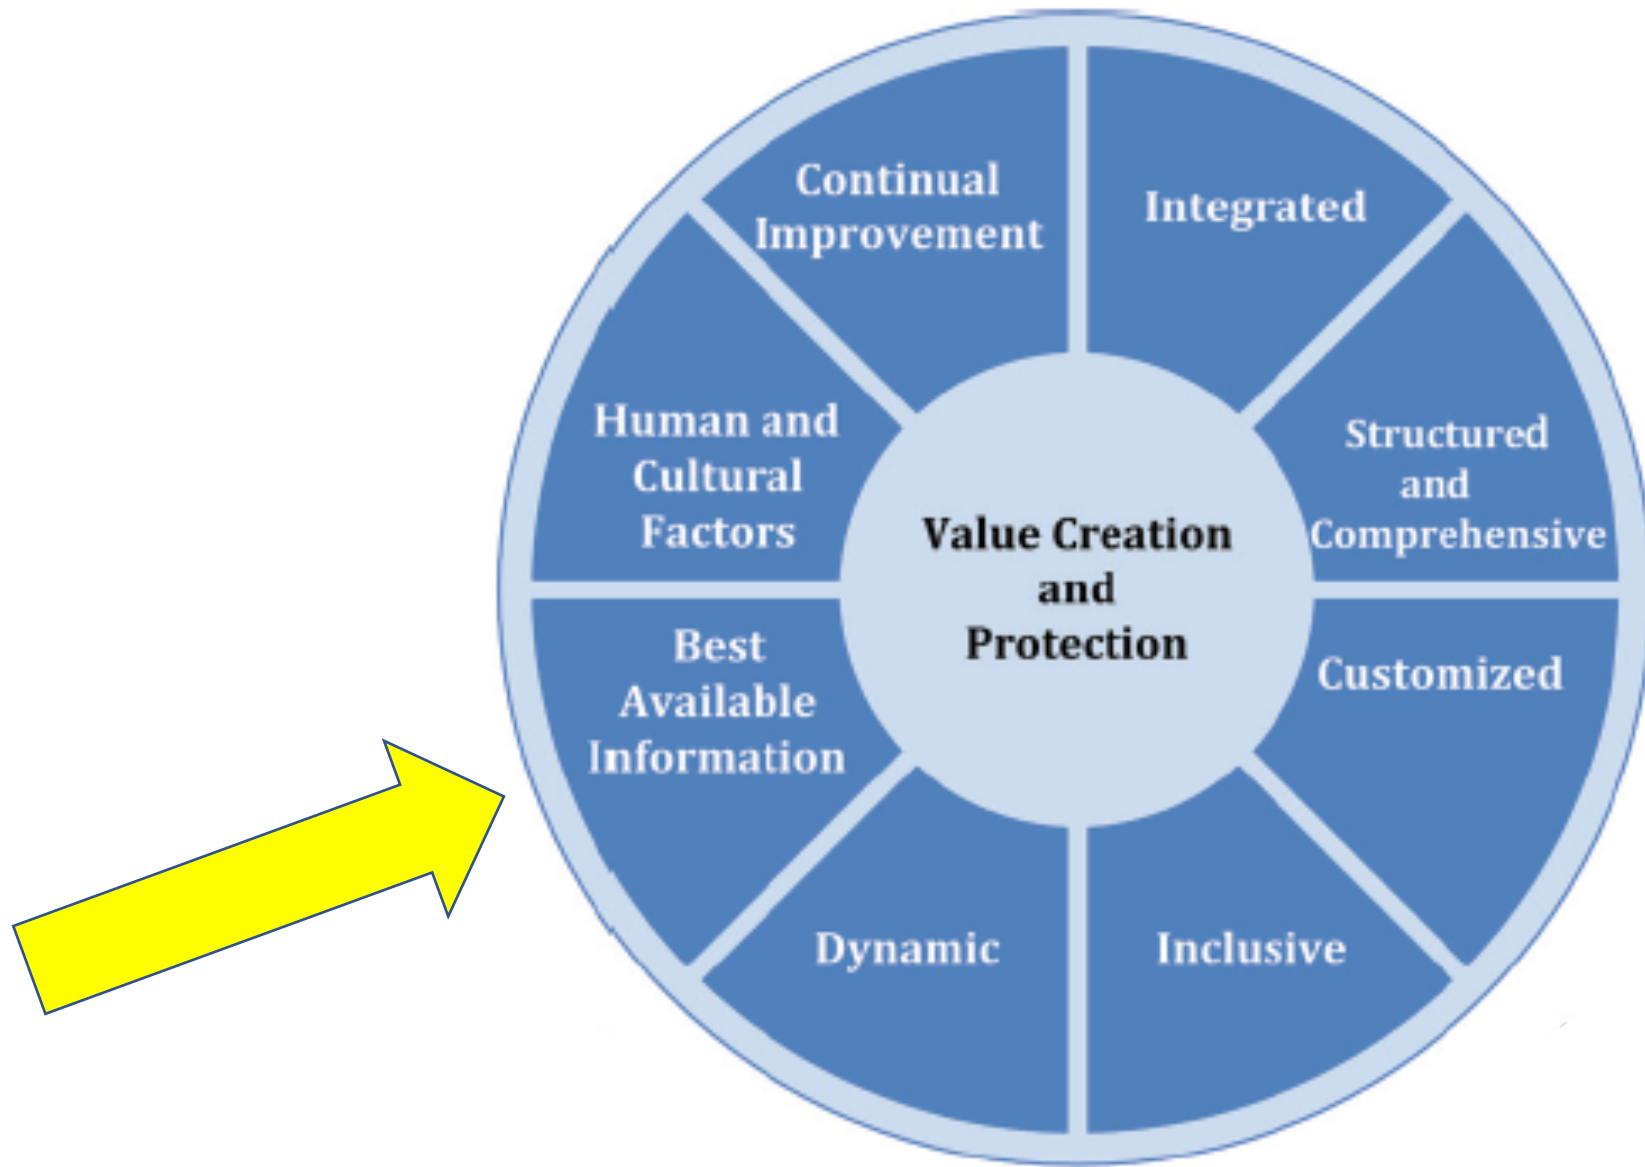 Continual
Improvement
Integrated
Human and
Cultural
Factors
Structured
and
Comprehensive
Value Creation
and
Protection
Best
Available
Information
Customized
Dynamic
Inclusive